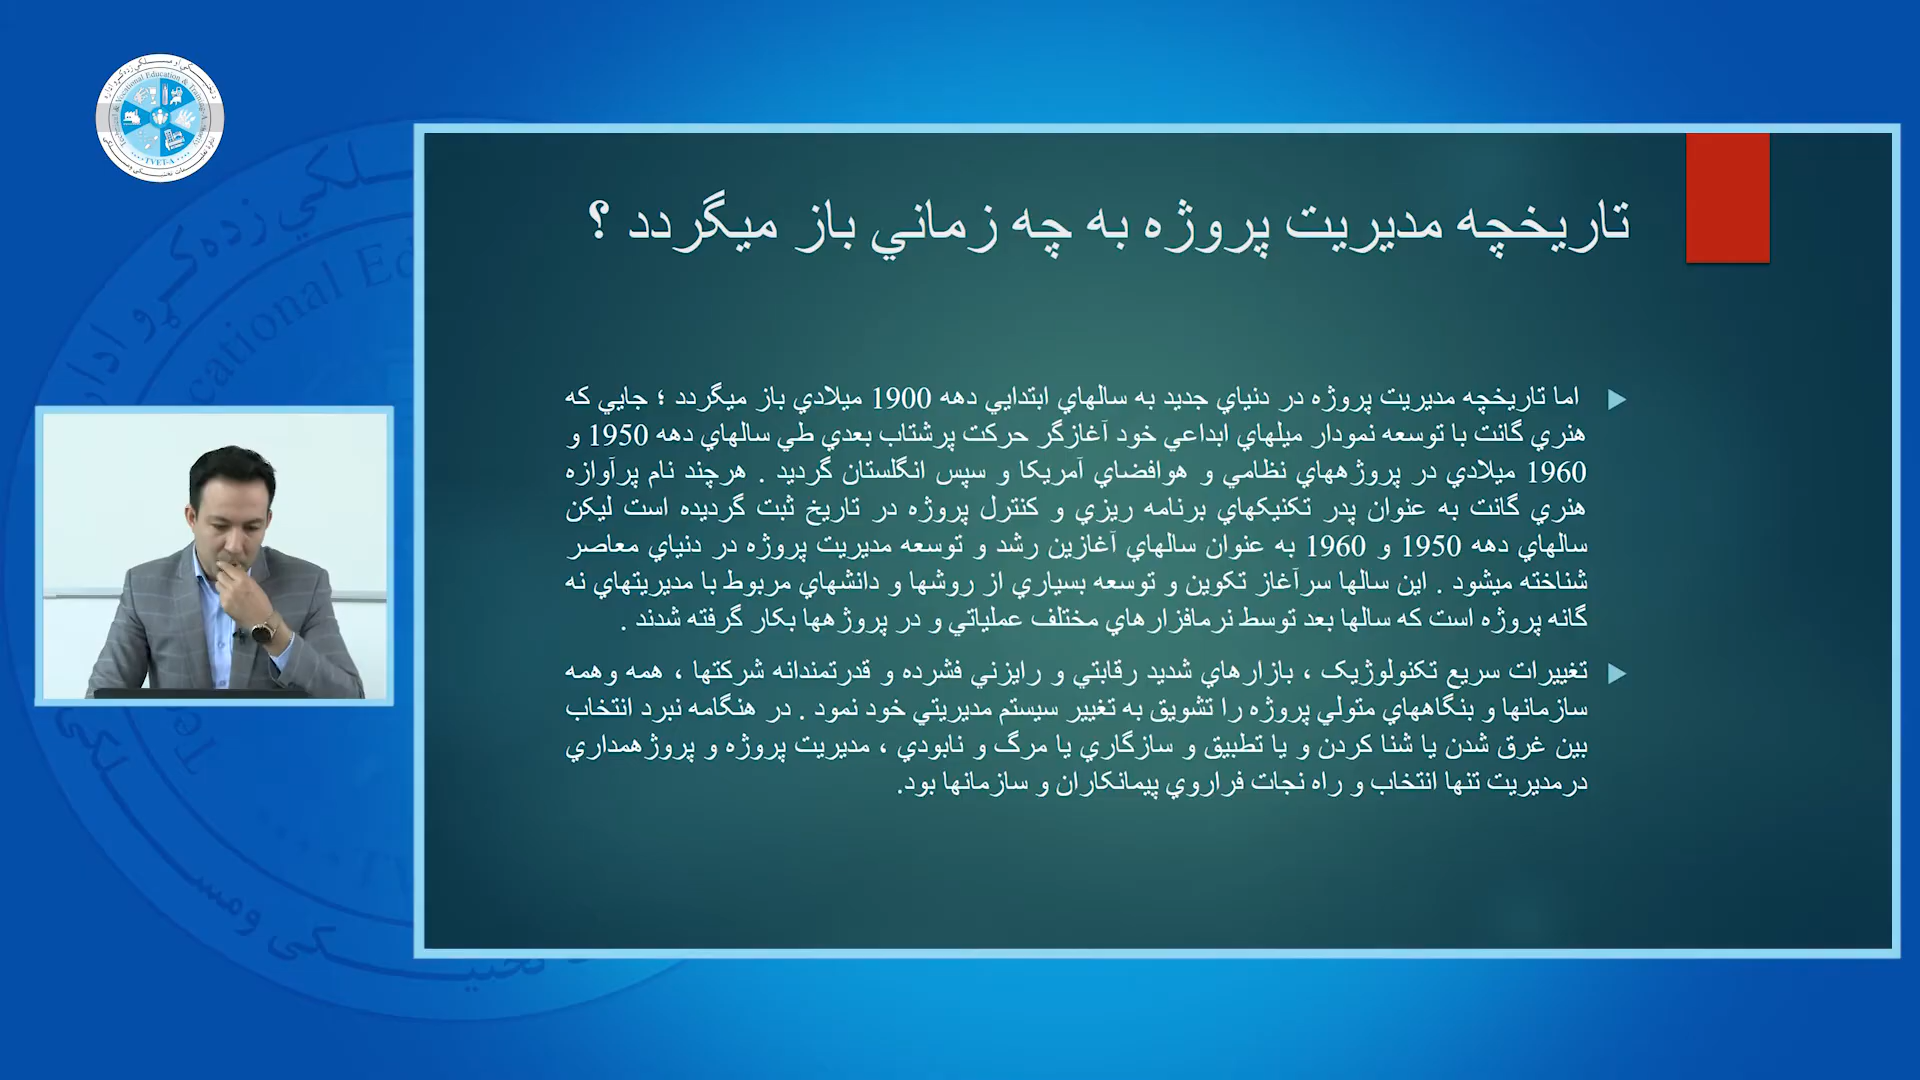 Technical & Vocational Education & Training
TVET-A
تاريخچه مديريت پروژه به چه زماني باز ميگردد ؟
اما تاريخچه مديريت پروژه در دنياي جديد به سالهاي ابتدايي دهه 1900 ميلادي باز ميگردد ؛ جايي که
هنري گانت با توسعه نمودار ميلهاي ابداعي خود آغازگر حرکت پرشتاب بعدي طي سالهاي دهه 1950 و
1960 ميلادي در پروژههاي نظامي و هوافضاي آمريکا و سپس انگلستان گرديد . هرچند نام پرآوازه
هنري گانت به عنوان پدر تکنيکهاي برنامه ريزي و کنترل پروژه در تاريخ ثبت گرديده است ليکن
سالهاي دهه 1950 و 1960 به عنوان سالهاي آغازين رشد و توسعه مديريت پروژه در دنياي معاصر
شناخته ميشود . اين سالها سرآغاز تکوين و توسعه بسياري از روشها و دانشهاي مربوط با مديريتهاي نه
گانه پروژه است که سالها بعد توسط نرمافزارهاي مختلف عملياتي و در پروژهها بکار گرفته شدند .
تغييرات سريع تکنولوژيک ، بازارهاي شديد رقابتي و رايزني فشرده و قدرتمندانه شرکتها ، همه وهمه
سازمانها و بنگاههاي متولي پروژه را تشويق به تغيير سيستم مديريتي خود نمود . در هنگامه نبرد انتخاب
بين غرق شدن يا شنا کردن و يا تطبيق و سازگاري يا مرگ و نابودي ، مديريت پروژه و پروژهمداري
درمديريت تنها انتخاب و راه نجات فراروي پيمانکاران و سازمانها بود.